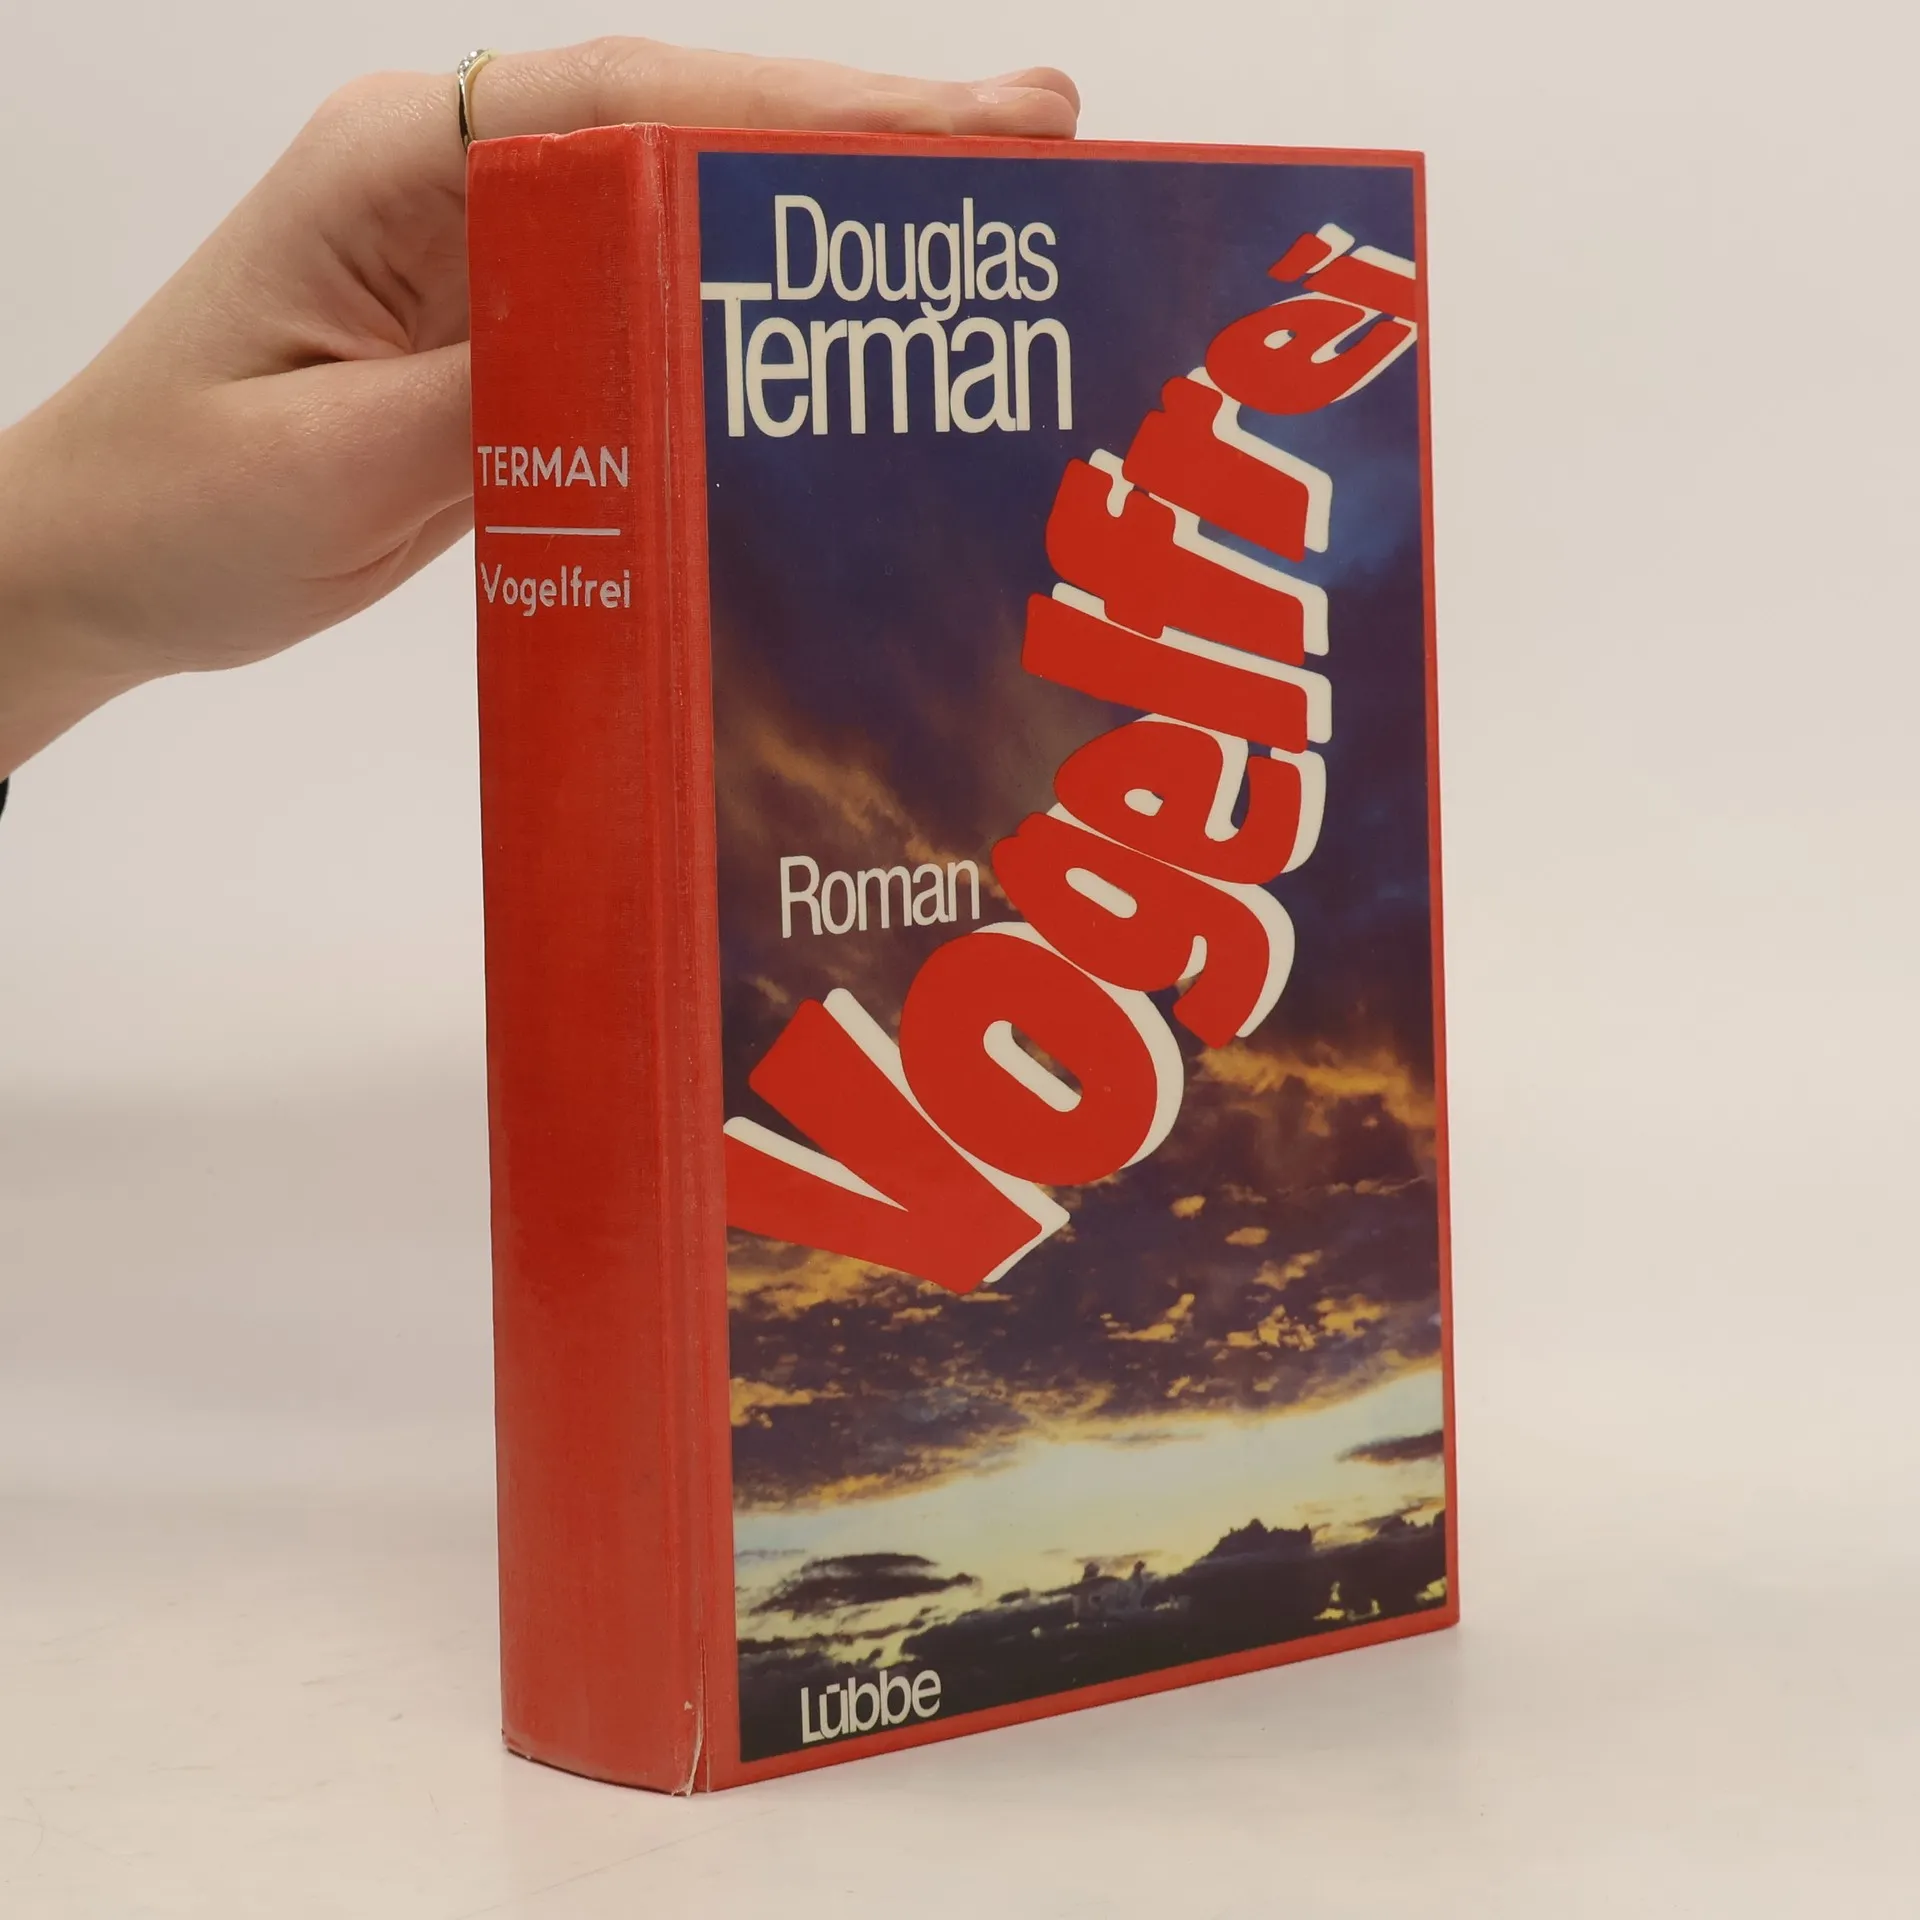 TERMAN
Vogelfrei
Douglas
Terman
Vogelfrei
Roman
Lübbe